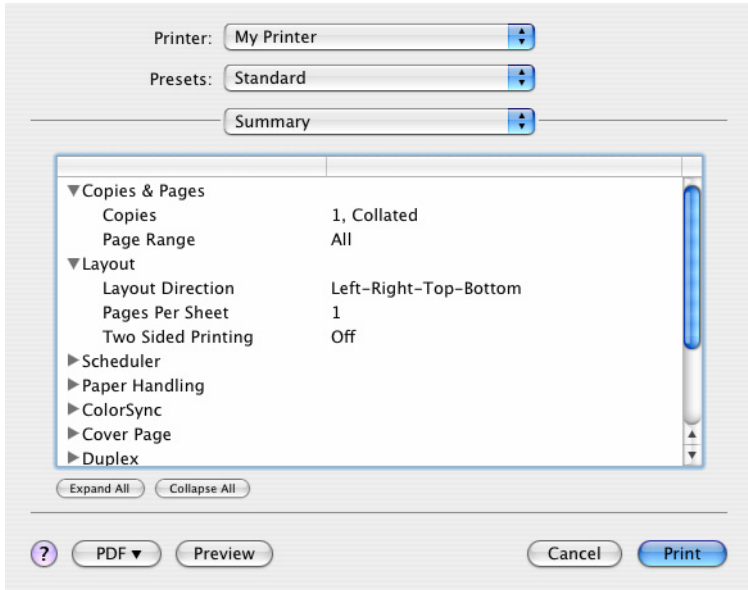 Printer: My Printer
Presets: Standard
Summary
Copies & Pages
Copies 1, Collated
Page Range All
Layout
Layout Direction Left-Right-Top-Bottom
Pages Per Sheet 1
Two Sided Printing Off
Scheduler
Paper Handling
ColorSync
Cover Page
Duplex
Expand All Collapse All
? PDF Preview Cancel Print